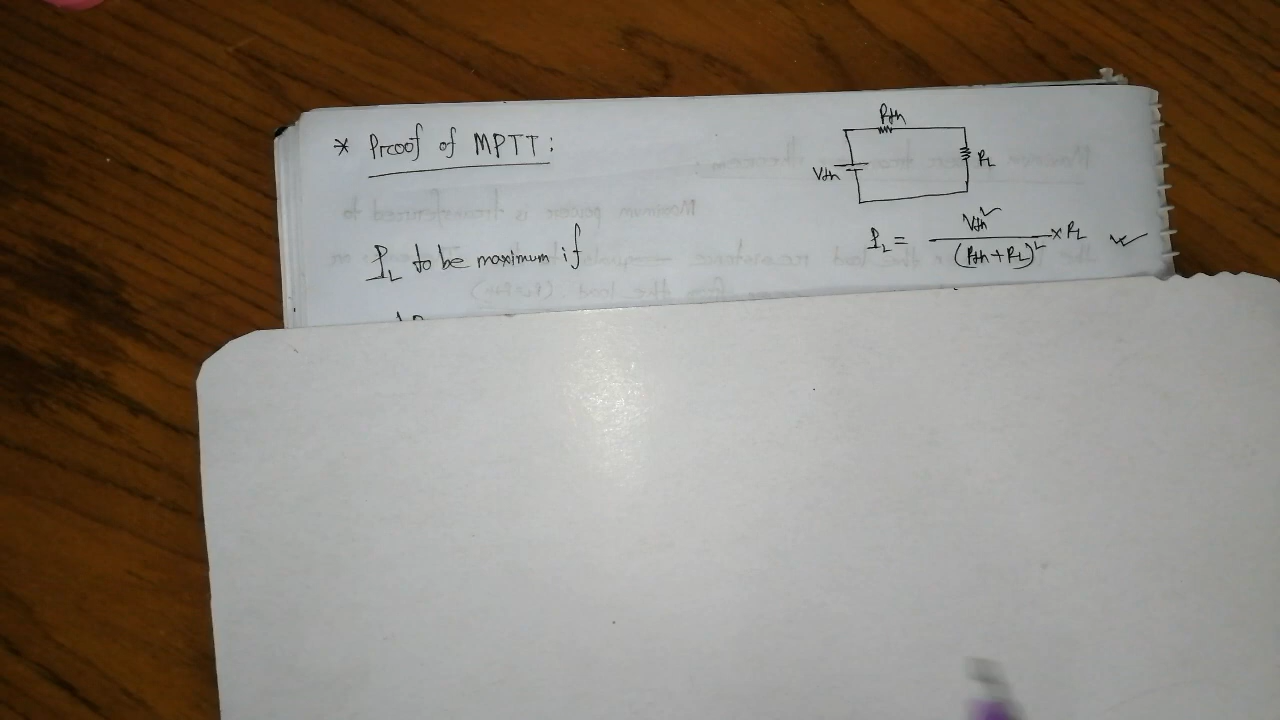 * Proof of MPTT:
Rth
Vth
RL
PL = Vth² / (Rth + RL)² × RL
PL to be maximum if